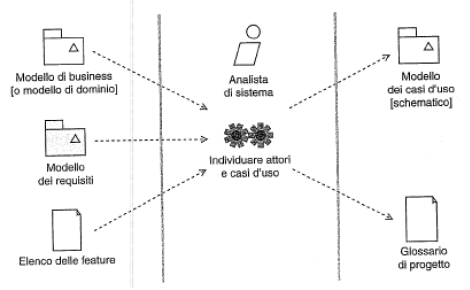 Modello di business
[o modello di dominio]
Modello
dei requisiti
Elenco delle feature
Analista
di sistema
Individuare attori
e casi d'uso
Modello
dei casi d'uso
[schematico]
Glossario
di progetto